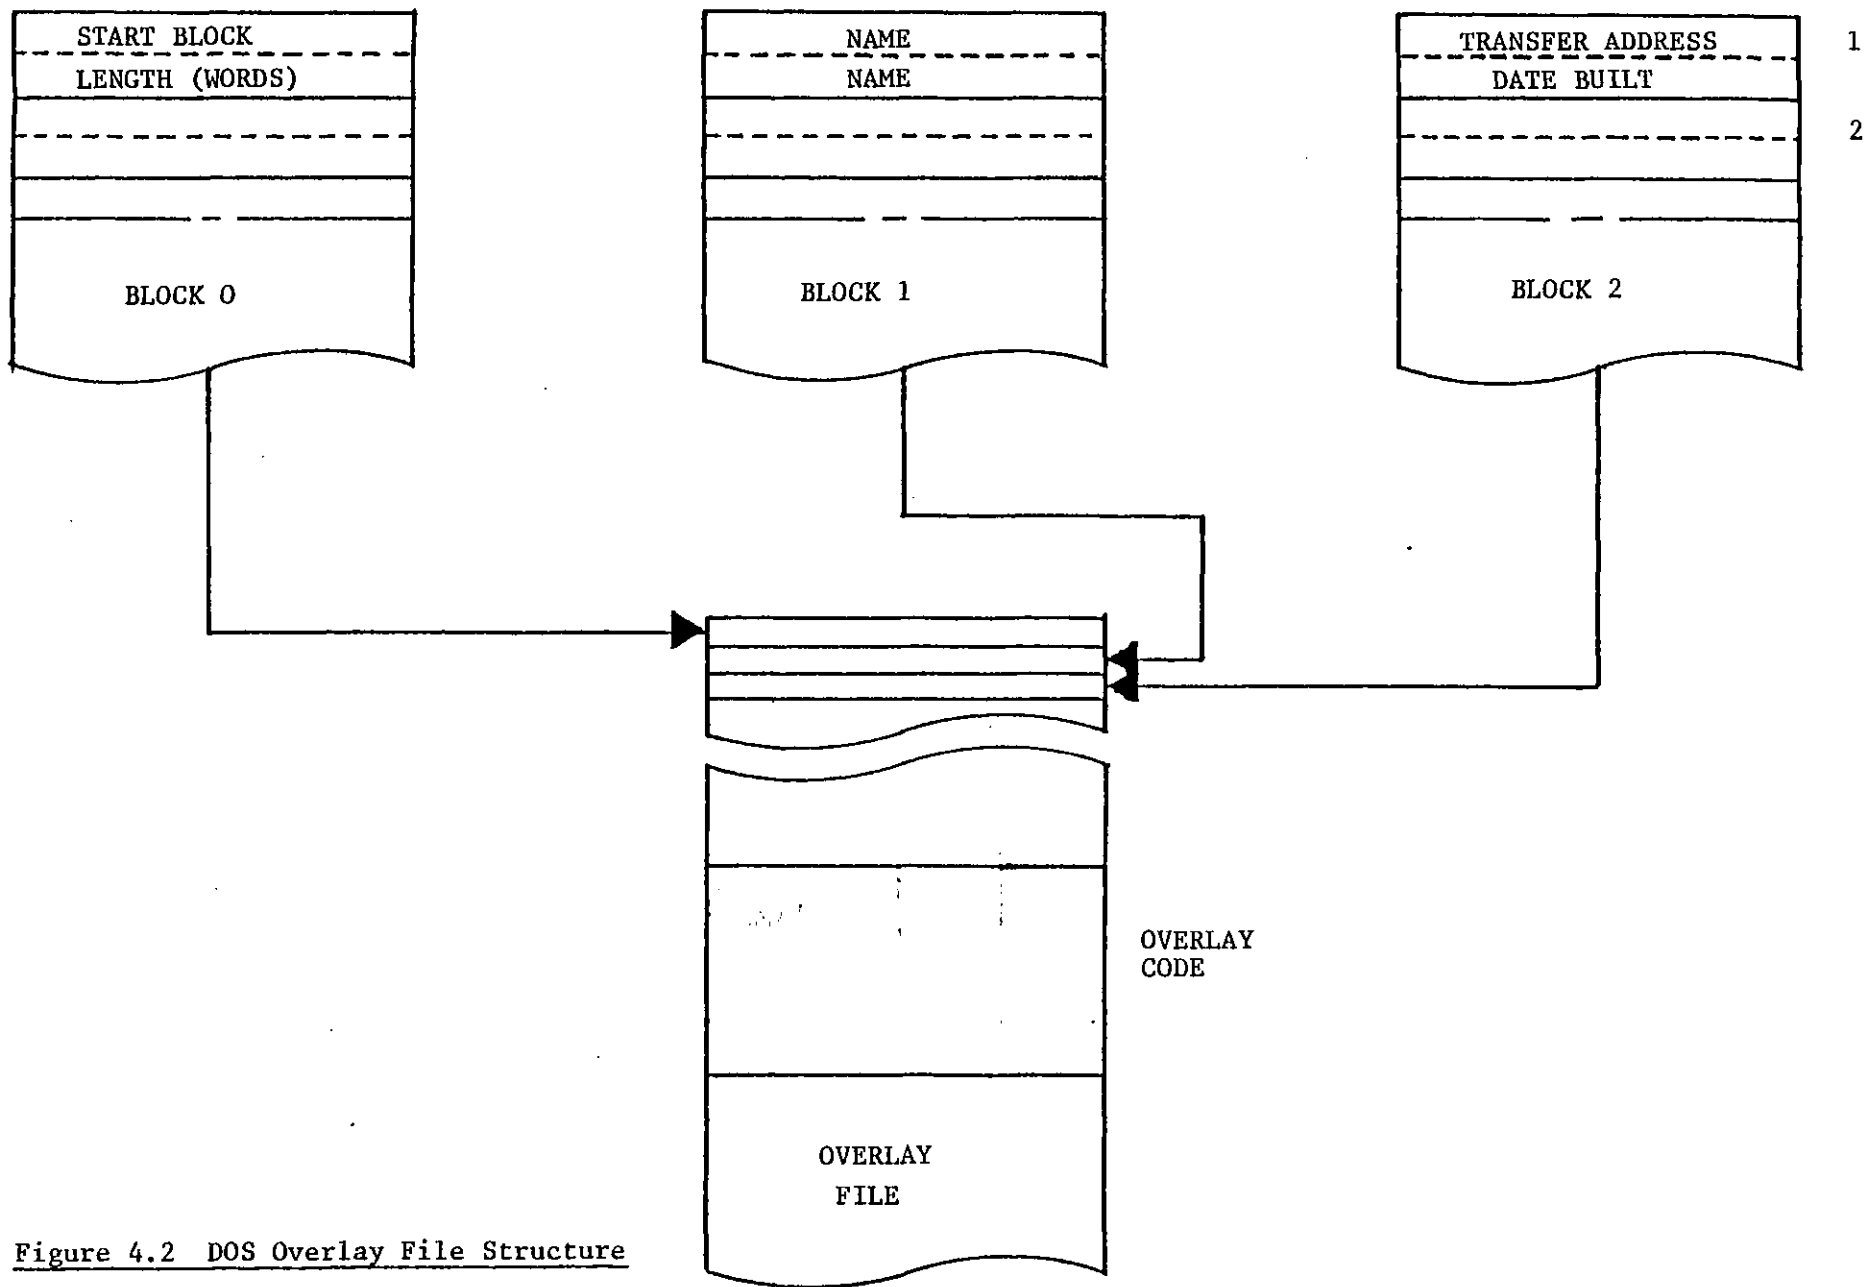 START BLOCK
LENGTH (WORDS)
BLOCK 0
NAME
NAME
BLOCK 1
TRANSFER ADDRESS
DATE BUILT
BLOCK 2
1
2
OVERLAY
CODE
OVERLAY
FILE
Figure 4.2 DOS Overlay File Structure